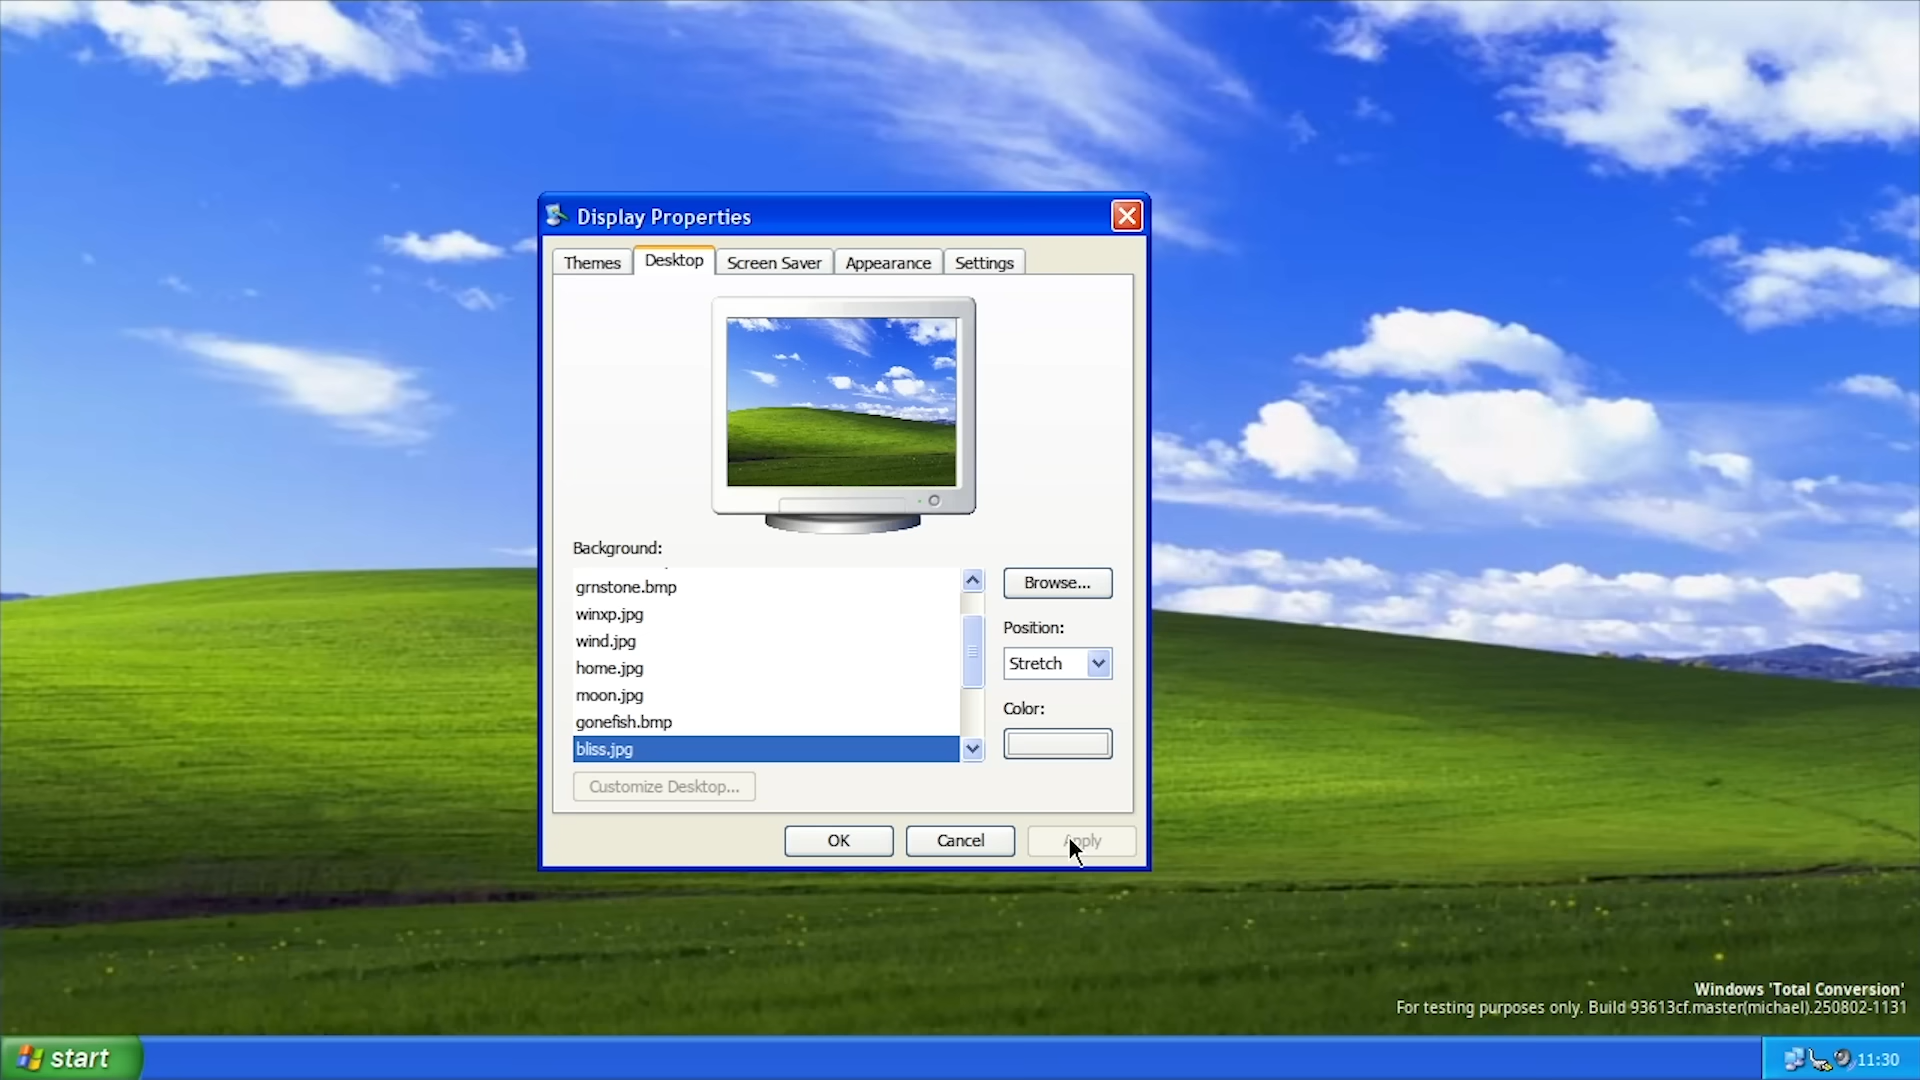 Display Properties
Themes Desktop Screen Saver Appearance Settings
Background:
grnstone.bmp
winxp.jpg
wind.jpg
home.jpg
moon.jpg
gonefish.bmp
bliss.jpg
Browse...
Position:
Stretch
Color:
Customize Desktop...
OK Cancel Apply
Windows 'Total Conversion'
For testing purposes only. Build 93613cf.master(michael).250802-1131
start
11:30